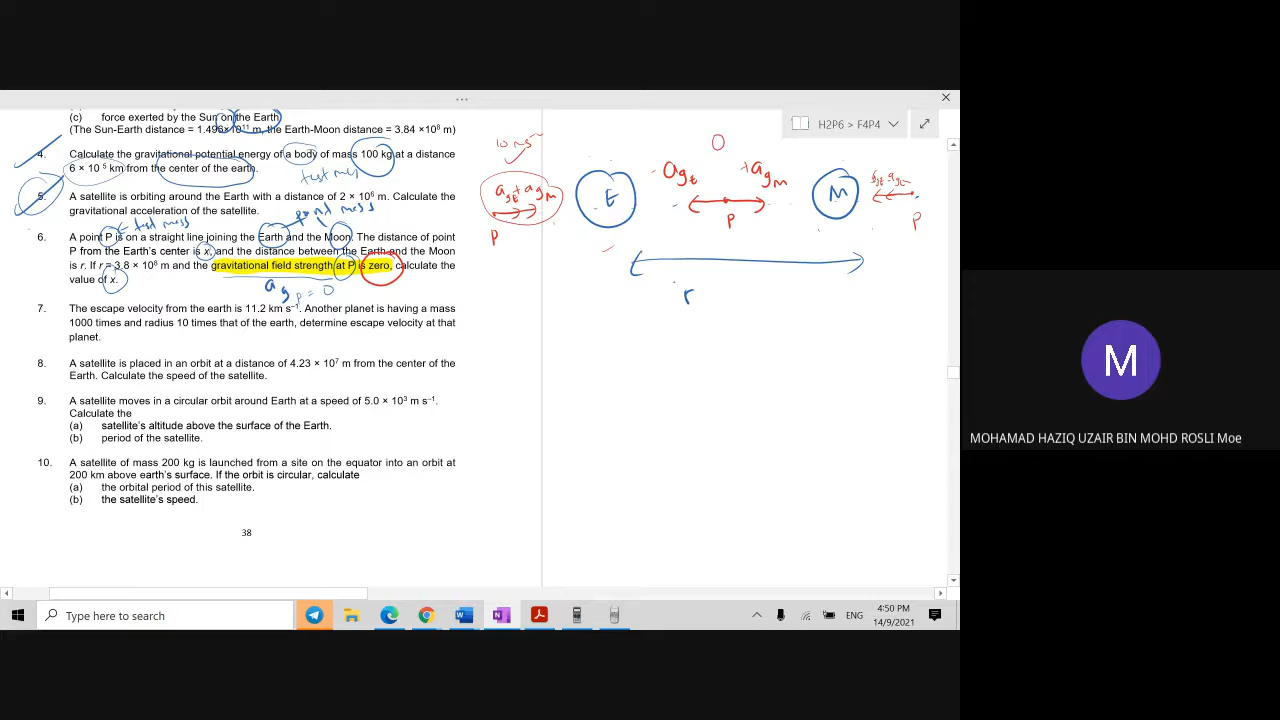 (c) force exerted by the Sun on the Earth
(The Sun-Earth distance = 1.496×10¹¹ m, the Earth-Moon distance = 3.84 ×10⁸ m)
4. Calculate the gravitational potential energy of a body of mass 100 kg at a distance
6 × 10⁵ km from the center of the earth.
test mass
5. A satellite is orbiting around the Earth with a distance of 2 × 10⁶ m. Calculate the
gravitational acceleration of the satellite.
test mass
point mass
6. A point P is on a straight line joining the Earth and the Moon. The distance of point
P from the Earth's center is x, and the distance between the Earth and the Moon
is r. If r = 3.8 × 10⁸ m and the gravitational field strength at P is zero, calculate the
value of x.
a g P = 0
7. The escape velocity from the earth is 11.2 km s⁻¹. Another planet is having a mass
1000 times and radius 10 times that of the earth, determine escape velocity at that
planet.
8. A satellite is placed in an orbit at a distance of 4.23 × 10⁷ m from the center of the
Earth. Calculate the speed of the satellite.
9. A satellite moves in a circular orbit around Earth at a speed of 5.0 × 10³ m s⁻¹.
Calculate the
(a) satellite's altitude above the surface of the Earth.
(b) period of the satellite.
10. A satellite of mass 200 kg is launched from a site on the equator into an orbit at
200 km above earth's surface. If the orbit is circular, calculate
(a) the orbital period of this satellite.
(b) the satellite's speed.
38
H2P6 > F4P4
10 ms⁻²
0
- agE
+agM
agE + agM
E
M
P
P
P
r
MOHAMAD HAZIQ UZAIR BIN MOHD ROSLI Moe
M
Type here to search
ENG
4:50 PM
14/9/2021